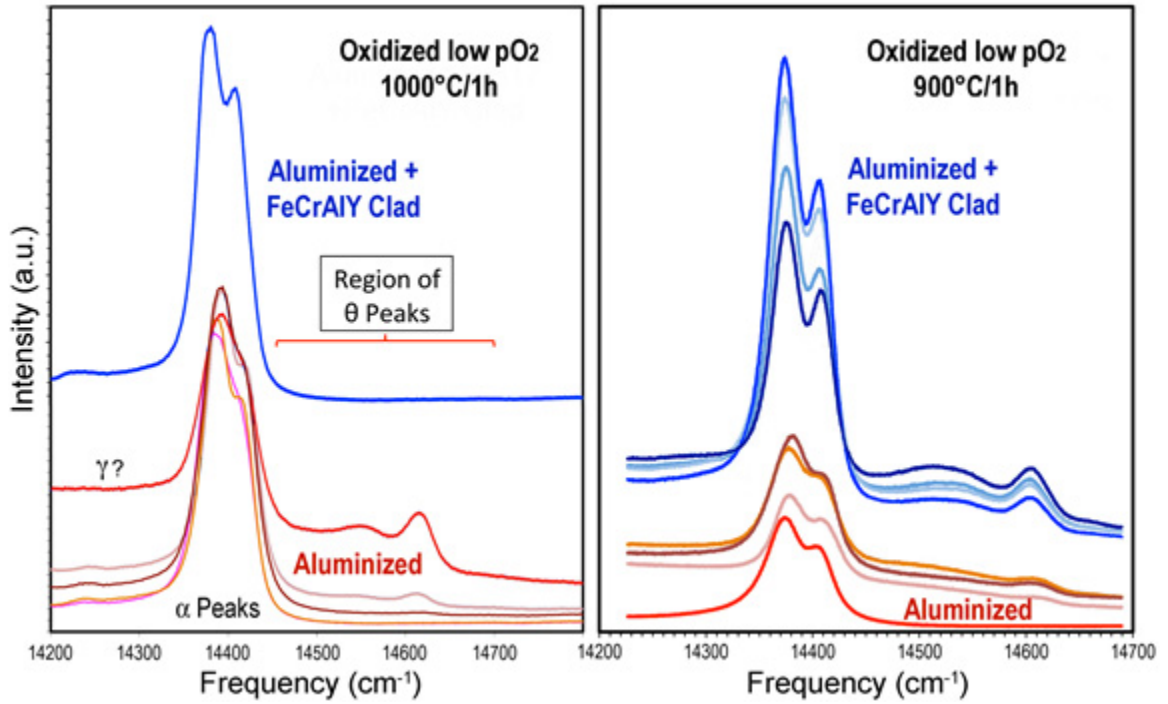 Oxidized low pO2
1000°C/1h
Aluminized +
FeCrAlY Clad
Region of
θ Peaks
γ?
Aluminized
α Peaks
Intensity (a.u.)
14200 14300 14400 14500 14600 14700
Frequency (cm-1)
Oxidized low pO2
900°C/1h
Aluminized +
FeCrAlY Clad
Aluminized
14200 14300 14400 14500 14600 14700
Frequency (cm-1)